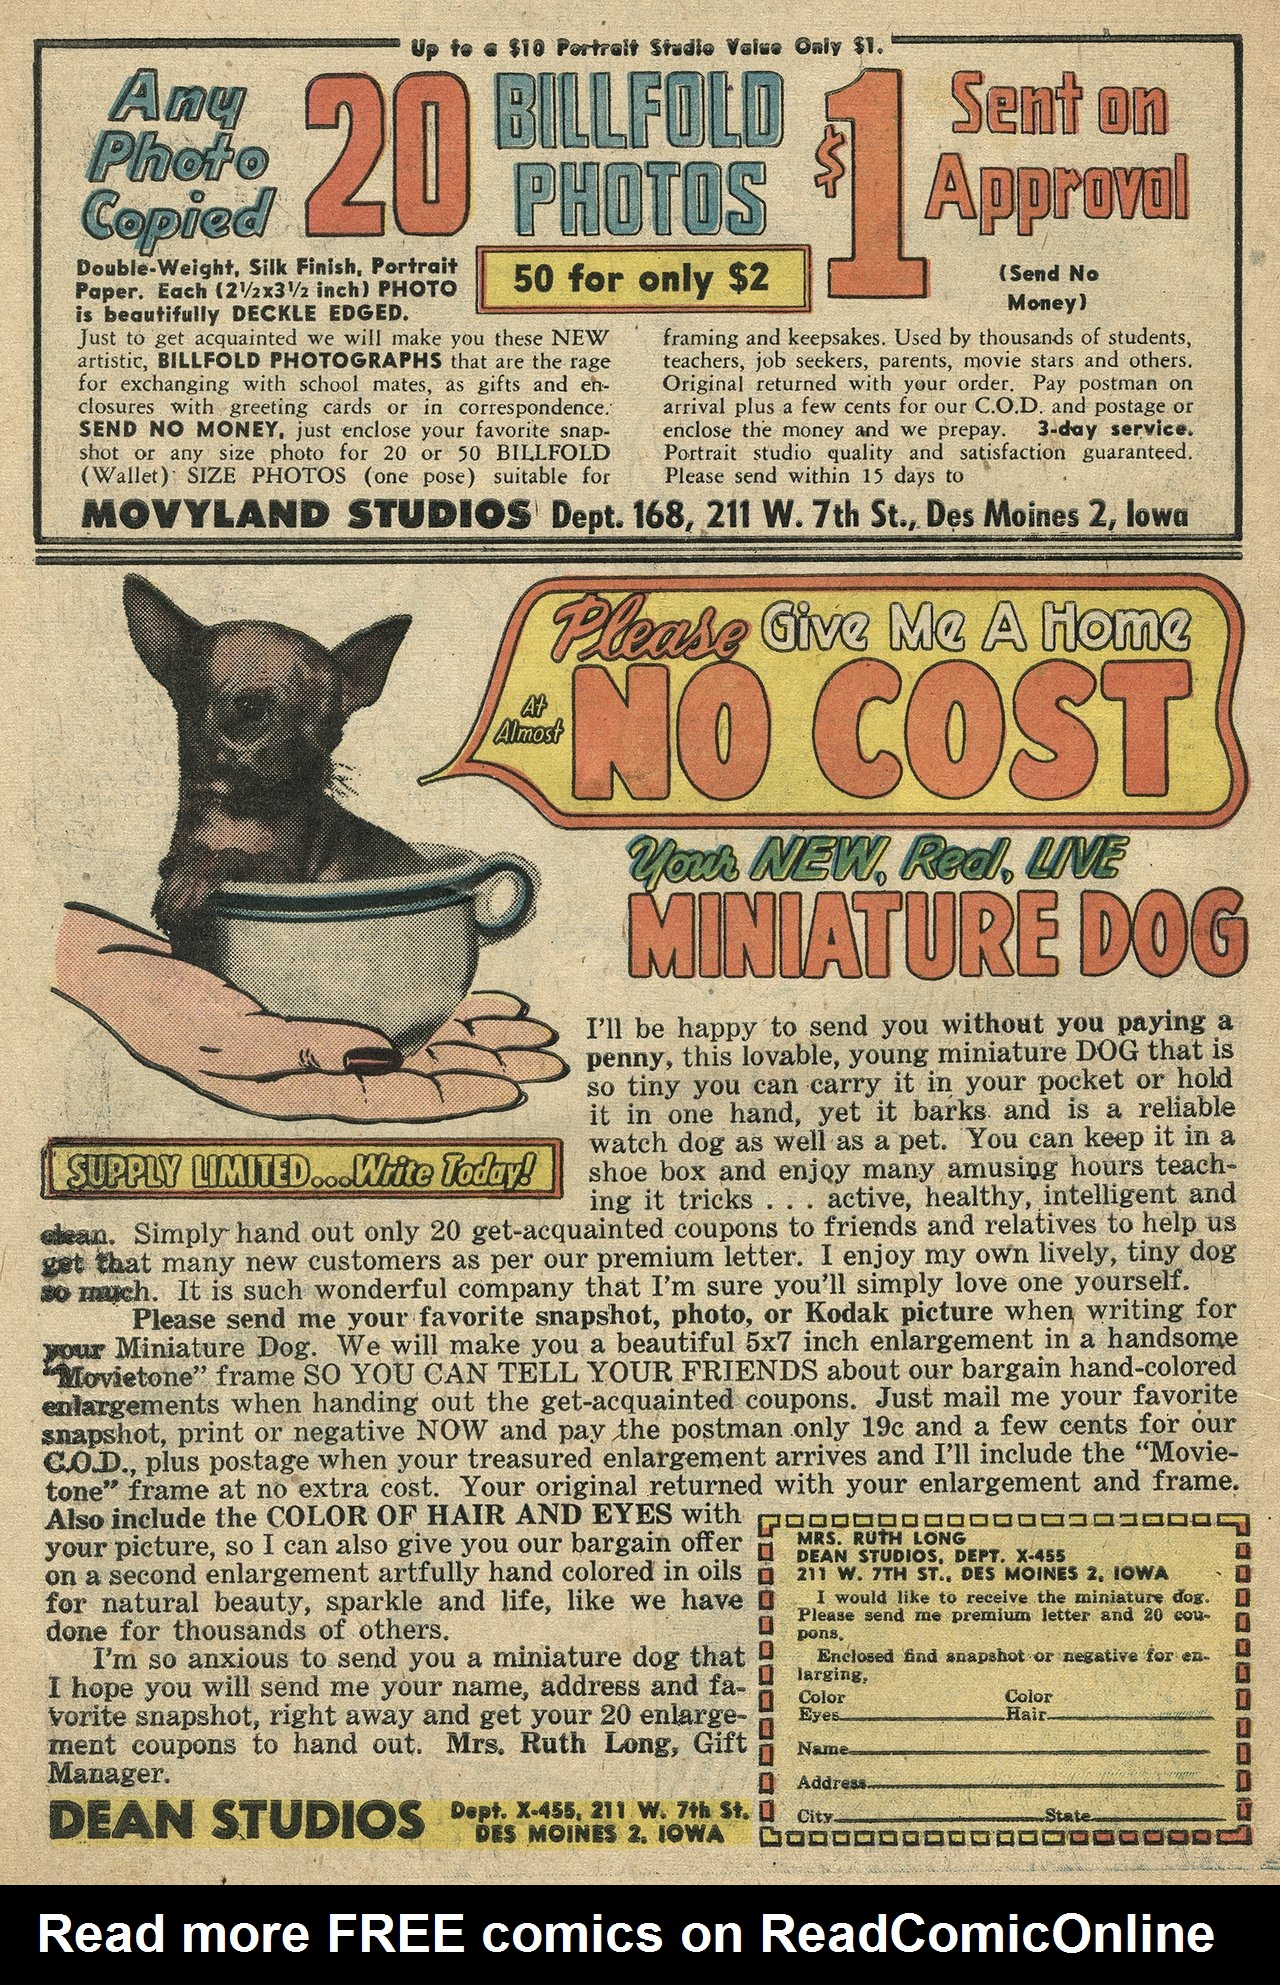 Up to a $10 Portrait Studio Value Only $1.
Any
Photo
Copied
20
BILLFOLD
PHOTOS
50 for only $2
$1
Sent on
Approval
(Send No
Money)
Double-Weight, Silk Finish, Portrait
Paper. Each (2½x3½ inch) PHOTO
is beautifully DECKLE EDGED.
Just to get acquainted we will make you these NEW
artistic, BILLFOLD PHOTOGRAPHS that are the rage
for exchanging with school mates, as gifts and en-
closures with greeting cards or in correspondence.
SEND NO MONEY, just enclose your favorite snap-
shot or any size photo for 20 or 50 BILLFOLD
(Wallet) SIZE PHOTOS (one pose) suitable for
framing and keepsakes. Used by thousands of students,
teachers, job seekers, parents, movie stars and others.
Original returned with your order. Pay postman on
arrival plus a few cents for our C.O.D. and postage or
enclose the money and we prepay. 3-day service.
Portrait studio quality and satisfaction guaranteed.
Please send within 15 days to
MOVYLAND STUDIOS Dept. 168, 211 W. 7th St., Des Moines 2, Iowa
Please Give Me A Home
At
Almost
NO COST
Your NEW, Real, LIVE
MINIATURE DOG
SUPPLY LIMITED...Write Today!
I'll be happy to send you without you paying a
penny, this lovable, young miniature DOG that is
so tiny you can carry it in your pocket or hold
it in one hand, yet it barks and is a reliable
watch dog as well as a pet. You can keep it in a
shoe box and enjoy many amusing hours teach-
ing it tricks . . . active, healthy, intelligent and
clean. Simply hand out only 20 get-acquainted coupons to friends and relatives to help us
get that many new customers as per our premium letter. I enjoy my own lively, tiny dog
so much. It is such wonderful company that I'm sure you'll simply love one yourself.
Please send me your favorite snapshot, photo, or Kodak picture when writing for
your Miniature Dog. We will make you a beautiful 5x7 inch enlargement in a handsome
"Movietone" frame SO YOU CAN TELL YOUR FRIENDS about our bargain hand-colored
enlargements when handing out the get-acquainted coupons. Just mail me your favorite
snapshot, print or negative NOW and pay the postman only 19c and a few cents for our
C.O.D., plus postage when your treasured enlargement arrives and I'll include the "Movie-
tone" frame at no extra cost. Your original returned with your enlargement and frame.
Also include the COLOR OF HAIR AND EYES with
your picture, so I can also give you our bargain offer
on a second enlargement artfully hand colored in oils
for natural beauty, sparkle and life, like we have
done for thousands of others.
I'm so anxious to send you a miniature dog that
I hope you will send me your name, address and fa-
vorite snapshot, right away and get your 20 enlarge-
ment coupons to hand out. Mrs. Ruth Long, Gift
Manager.
DEAN STUDIOS
Dept. X-455, 211 W. 7th St.
DES MOINES 2, IOWA
MRS. RUTH LONG
DEAN STUDIOS, DEPT. X-455
211 W. 7TH ST., DES MOINES 2, IOWA
I would like to receive the miniature dog.
Please send me premium letter and 20 cou-
pons.
Enclosed find snapshot or negative for en-
larging.
Color Color
Eyes Hair
Name
Address
City State
Read more FREE comics on ReadComicOnline